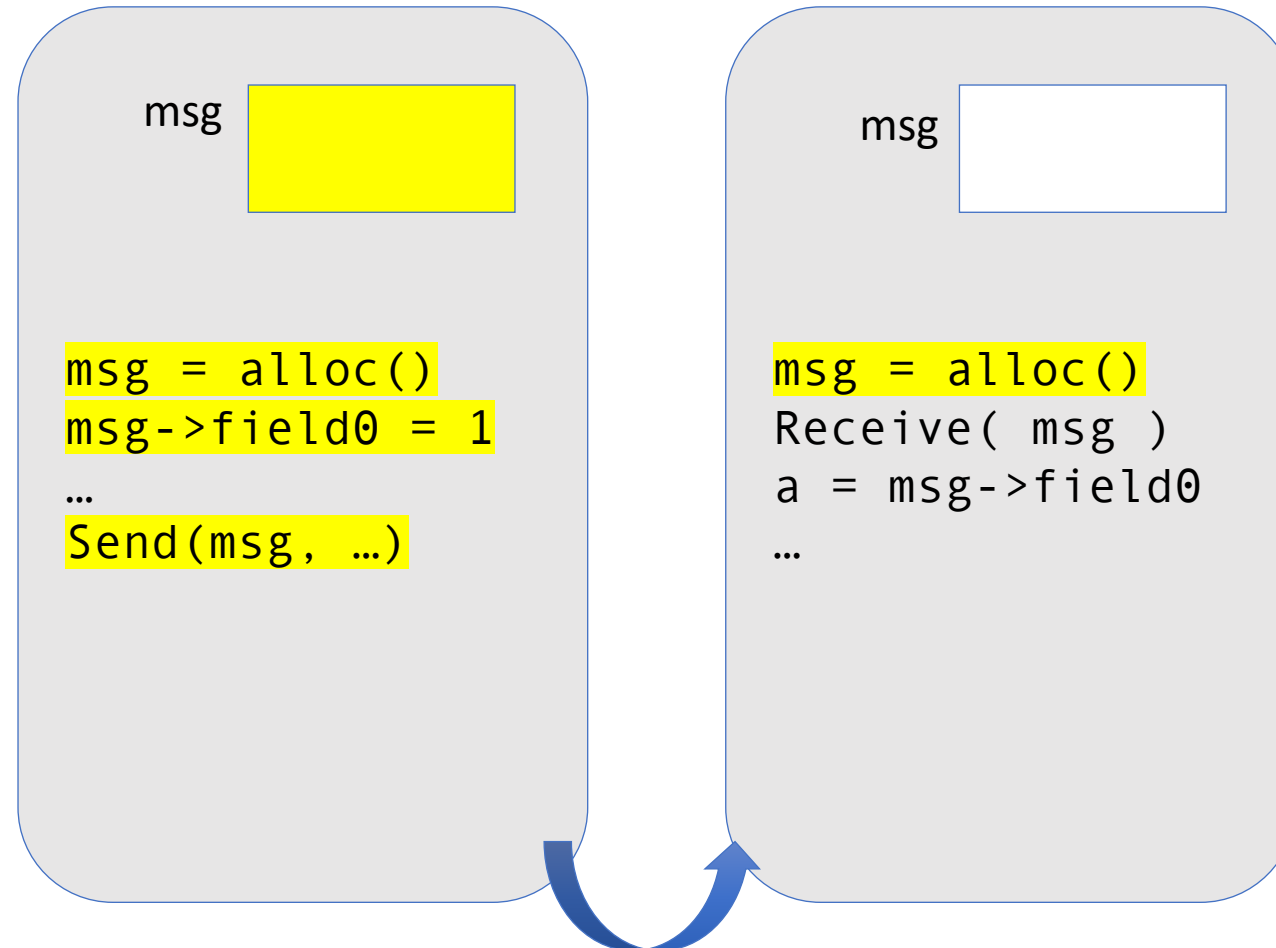 msg
msg = alloc()
msg->field0 = 1
…
Send(msg, …)
msg
msg = alloc()
Receive( msg )
a = msg->field0
…